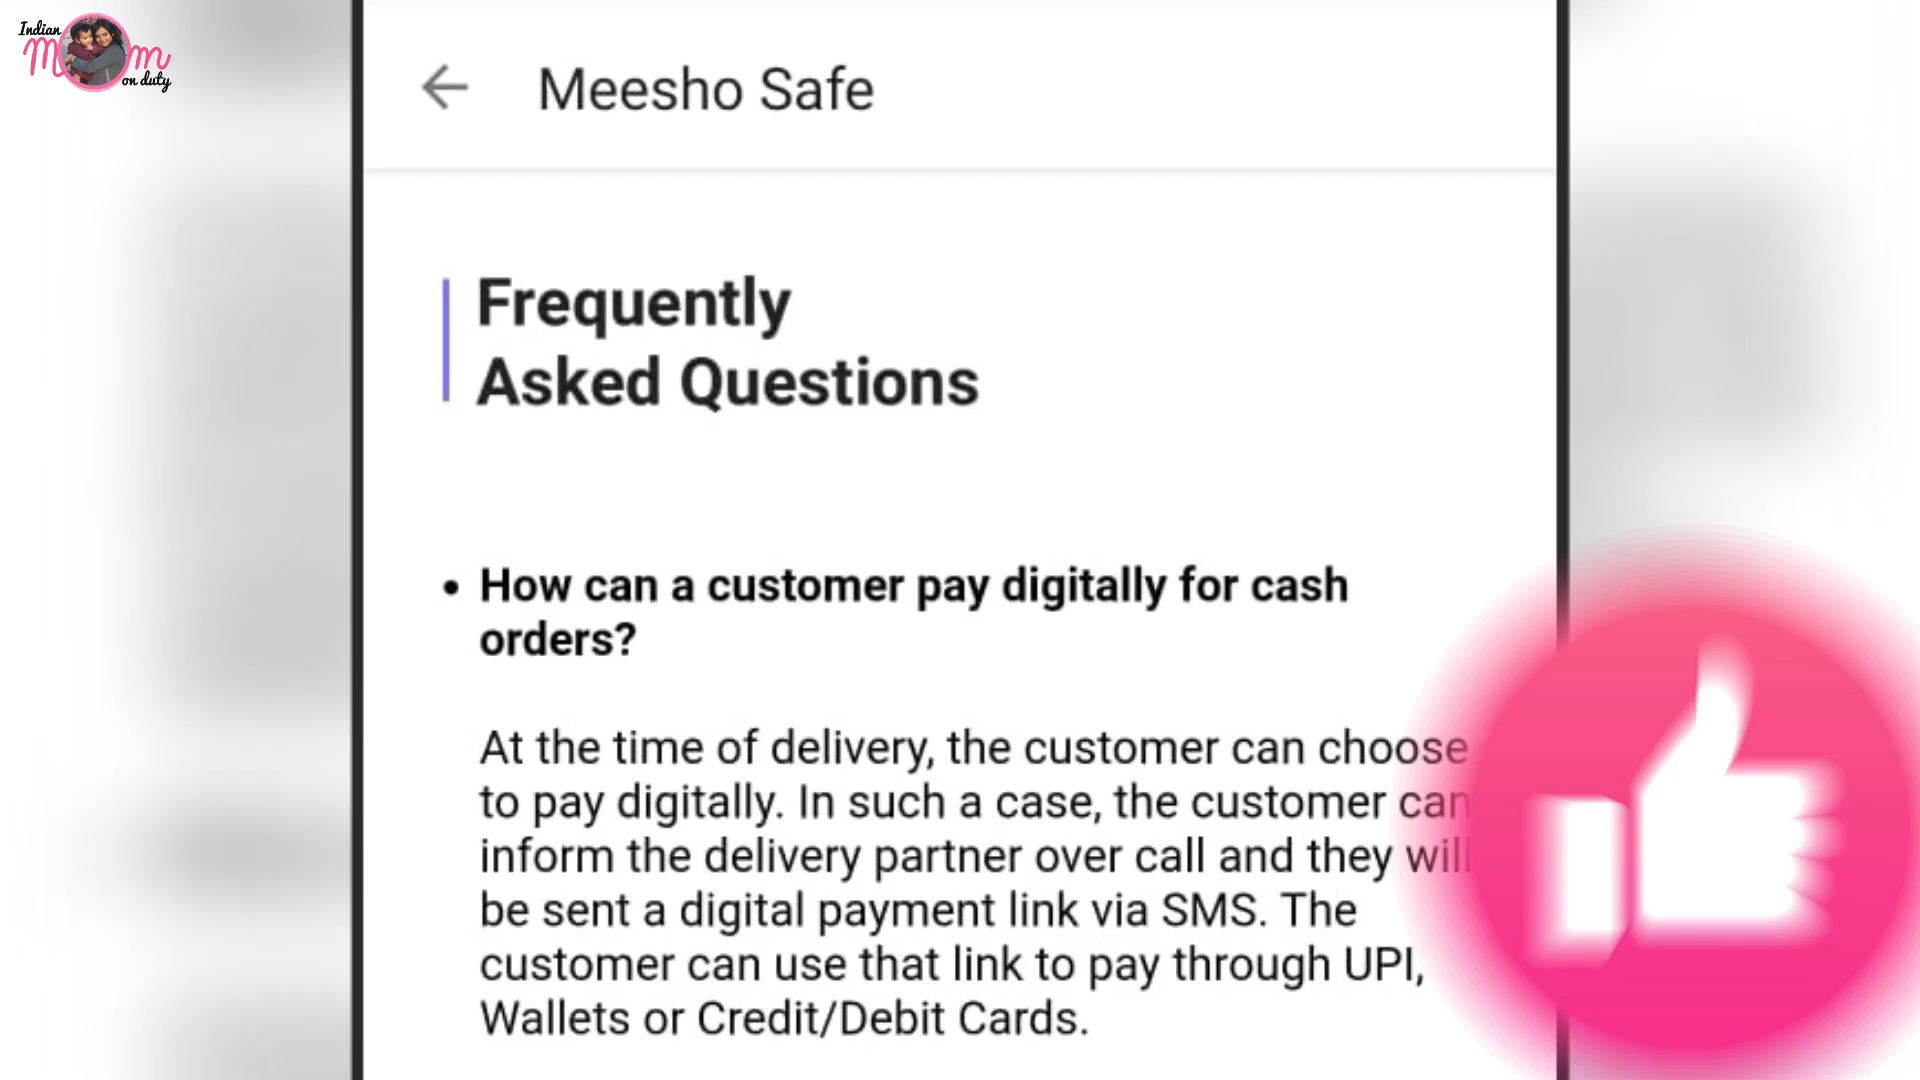 Indian
Mom
on duty
Meesho Safe
Frequently
Asked Questions
• How can a customer pay digitally for cash
orders?
At the time of delivery, the customer can choose
to pay digitally. In such a case, the customer can
inform the delivery partner over call and they will
be sent a digital payment link via SMS. The
customer can use that link to pay through UPI,
Wallets or Credit/Debit Cards.